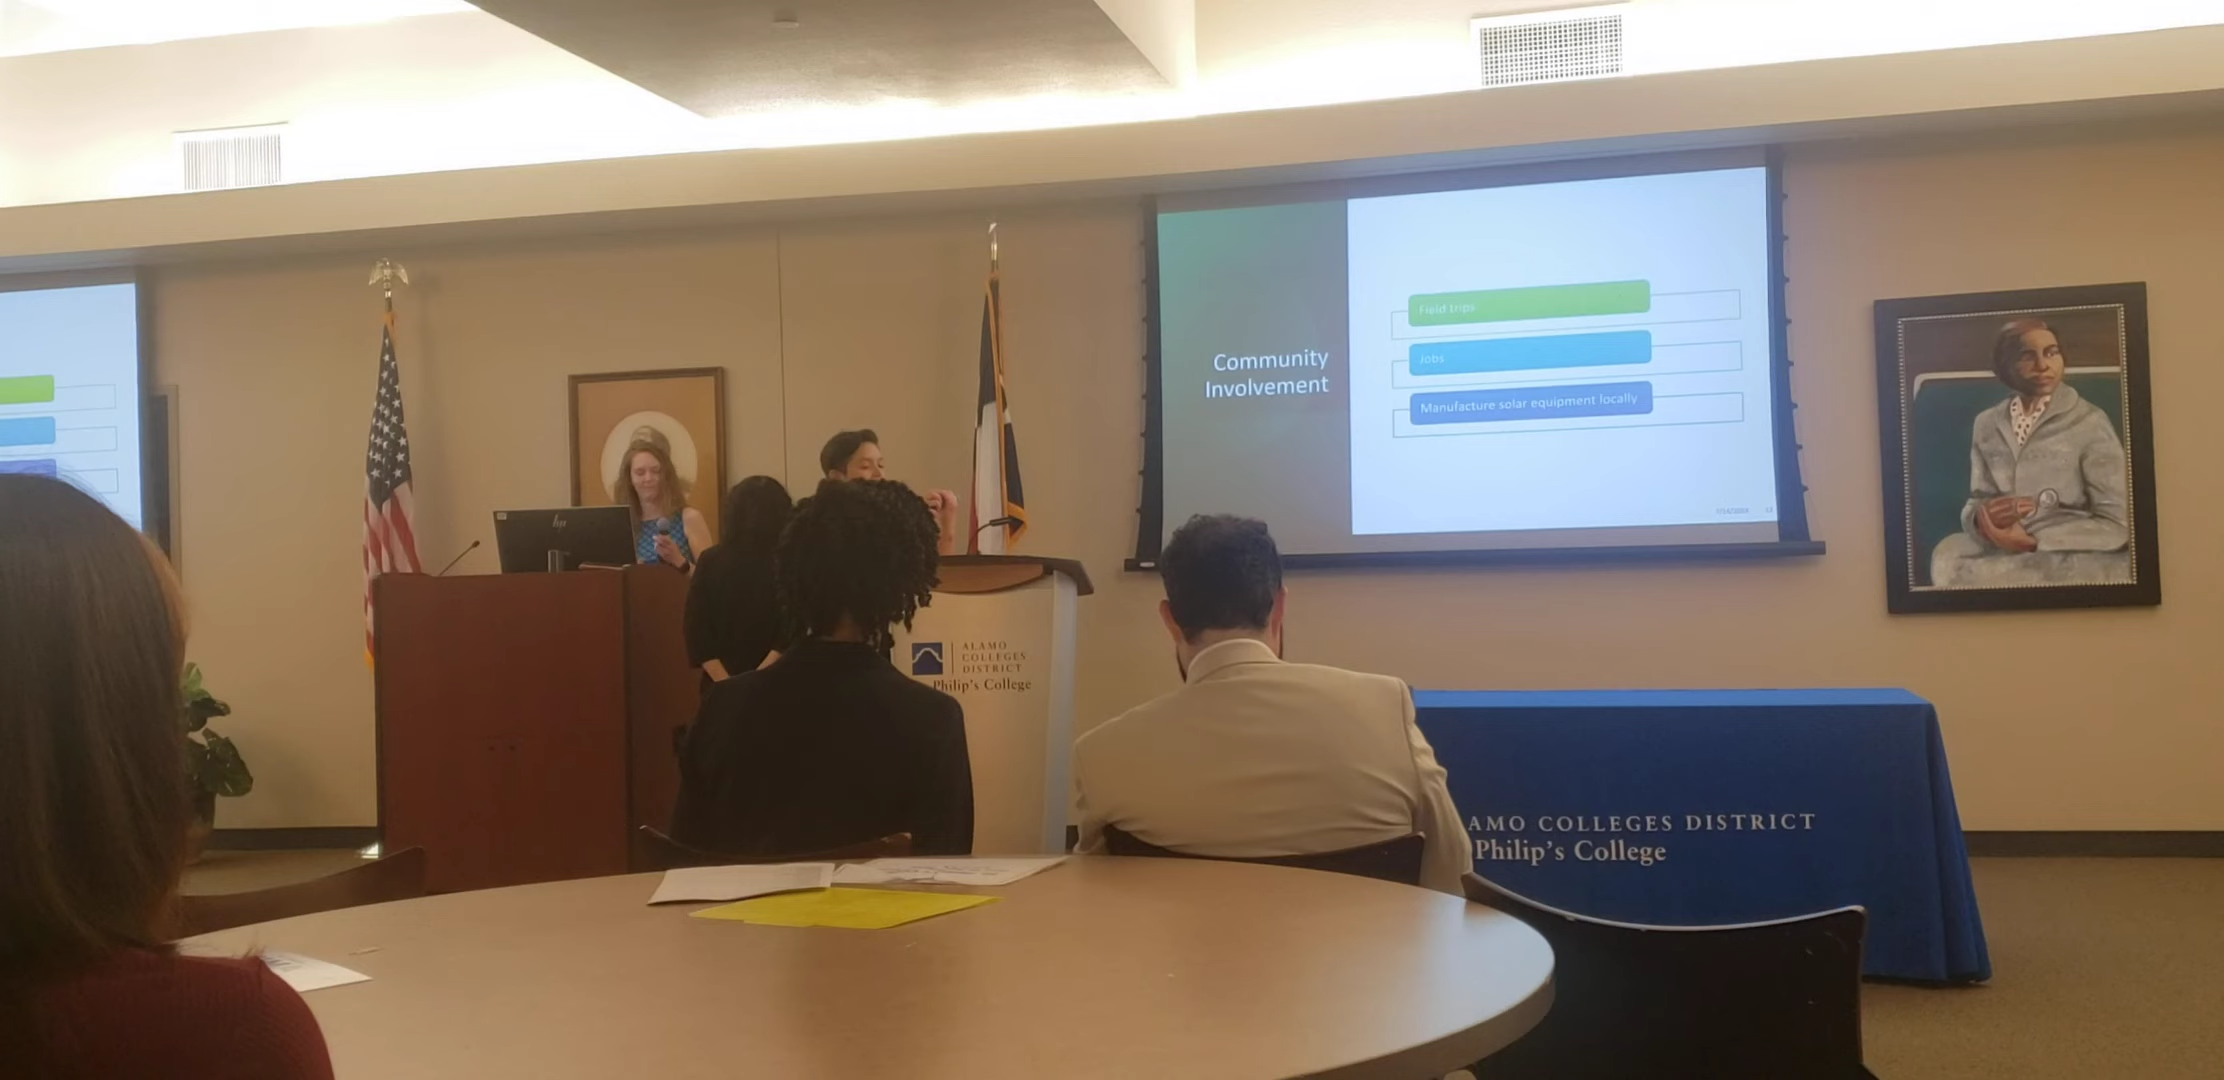 Community
Involvement
Field trips
Jobs
Manufacture solar equipment locally
hp
ALAMO
COLLEGES
DISTRICT
Philip's College
AMO COLLEGES DISTRICT
Philip's College